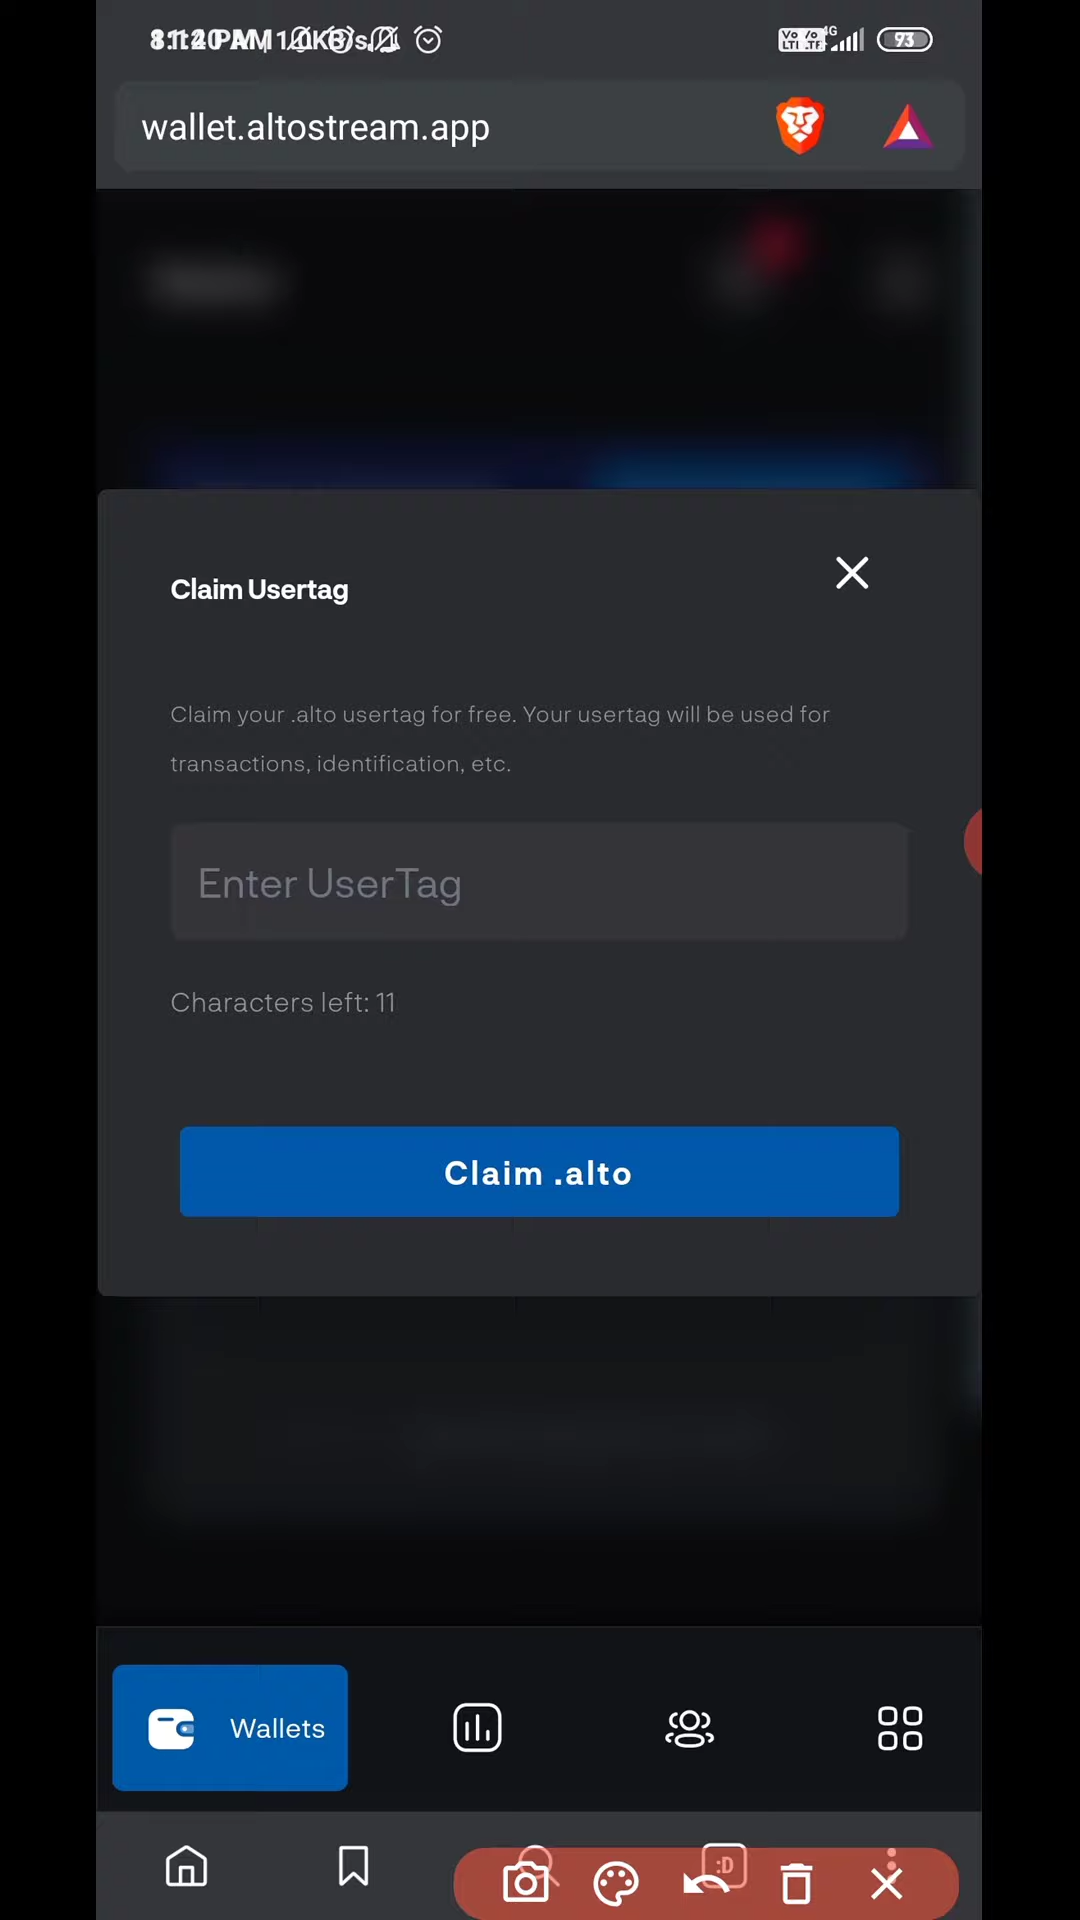 93
wallet.altostream.app
Claim Usertag
Claim your .alto usertag for free. Your usertag will be used for
transactions, identification, etc.
Enter UserTag
Characters left: 11
Claim .alto
Wallets
:D